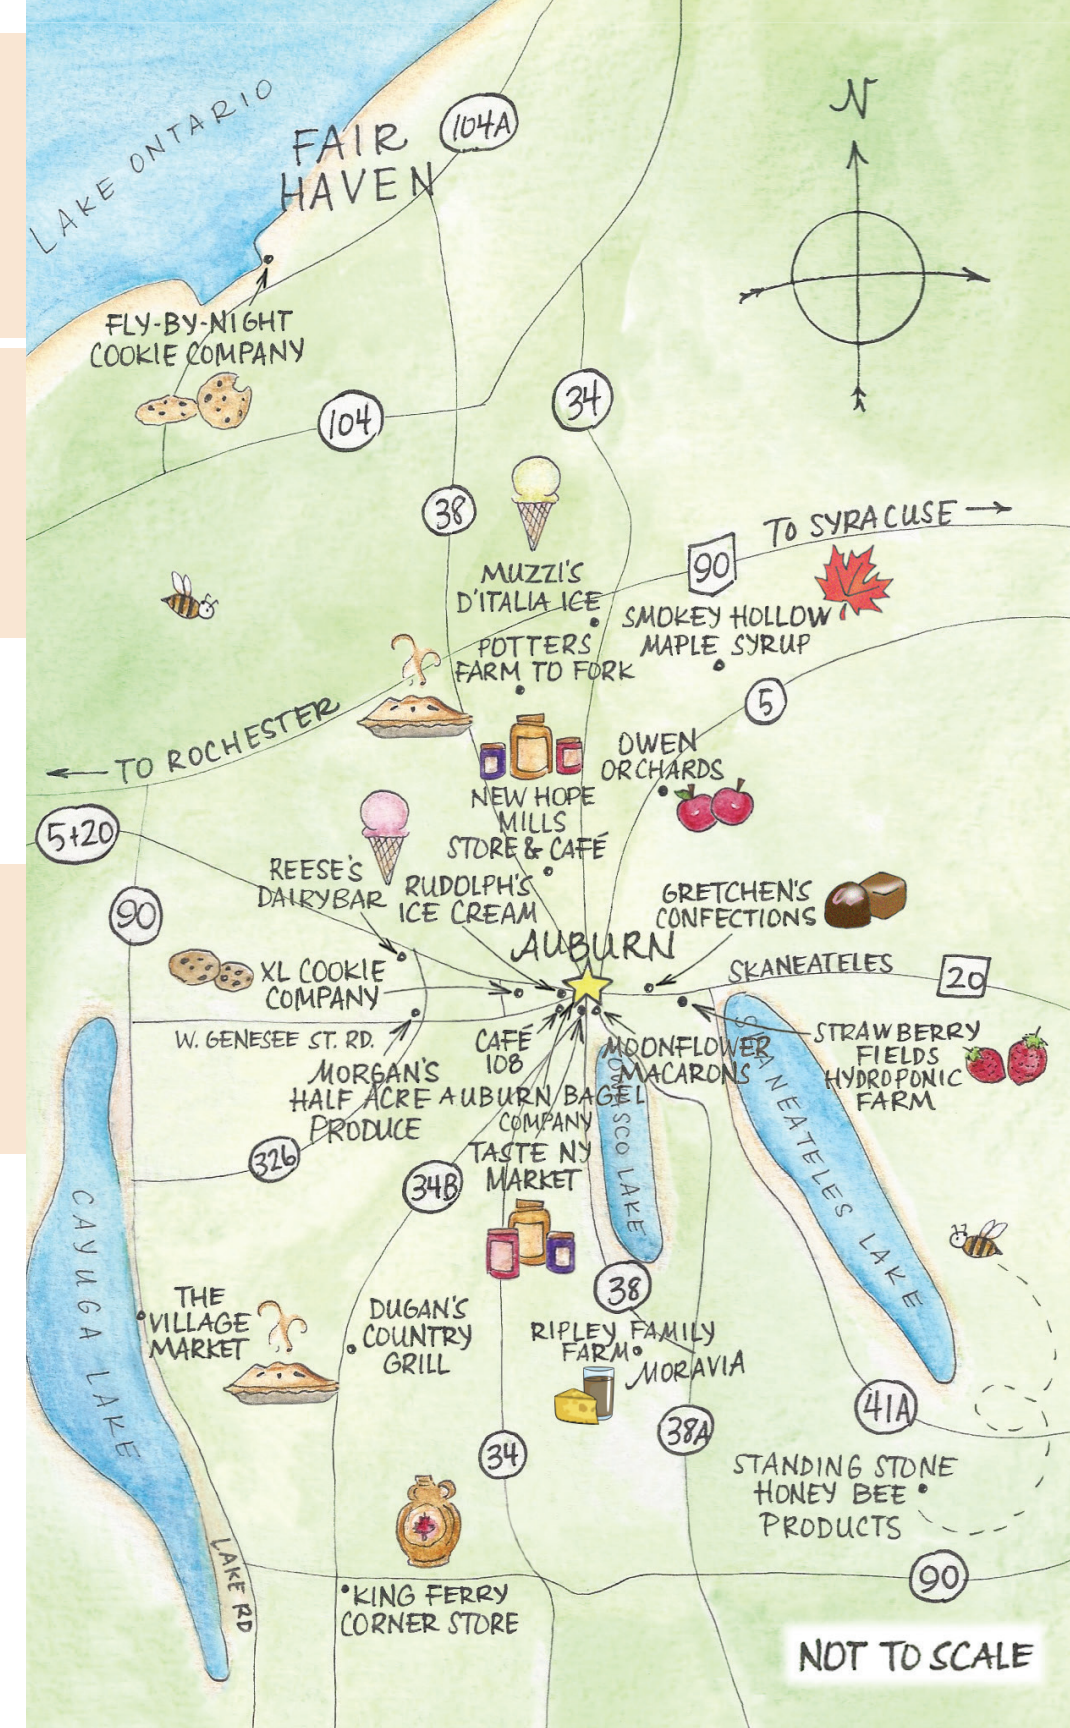 LAKE ONTARIO
104A
N
FAIR
HAVEN
FLY-BY-NIGHT
COOKIE COMPANY
104
34
38
TO SYRACUSE
90
MUZZI'S
D'ITALIA ICE
SMOKEY HOLLOW
MAPLE SYRUP
POTTERS
FARM TO FORK
5
TO ROCHESTER
OWEN
ORCHARDS
NEW HOPE
MILLS
STORE & CAFÉ
5+20
REESE'S
DAIRYBAR
RUDOLPH'S
ICE CREAM
GRETCHEN'S
CONFECTIONS
90
AUBURN
XL COOKIE
COMPANY
SKANEATELES
20
W. GENESEE ST. RD.
CAFÉ
108
MOONFLOWER
MACARONS
STRAWBERRY
FIELDS
HYDROPONIC
FARM
MORGAN'S
HALF ACRE
PRODUCE
AUBURN BAGEL
COMPANY
OWASCO LAKE
SKANEATELES LAKE
326
34B
TASTE NY
MARKET
CAYUGA LAKE
38
THE
VILLAGE
MARKET
DUGAN'S
COUNTRY
GRILL
RIPLEY FAMILY
FARM
MORAVIA
41A
38A
34
STANDING STONE
HONEY BEE
PRODUCTS
LAKE RD
90
KING FERRY
CORNER STORE
NOT TO SCALE